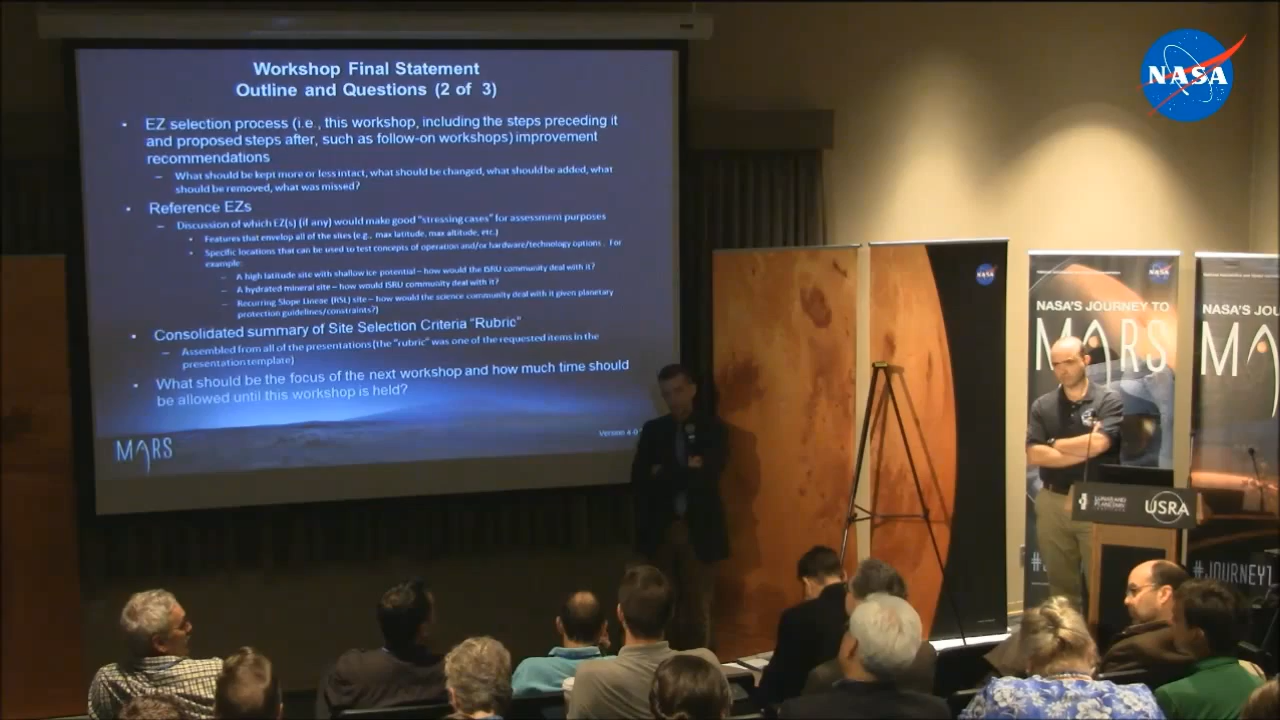 Workshop Final Statement
Outline and Questions (2 of 3)
• EZ selection process (i.e., this workshop, including the steps preceding it
and proposed steps after, such as follow-on workshops) improvement
recommendations
– What should be kept more or less intact, what should be changed, what should be added, what
should be removed, what was missed?
• Reference EZs
– Discussion of which EZ(s) (if any) would make good "stressing cases" for assessment purposes
• Features that envelop all of the sites (e.g., max latitude, max altitude, etc.)
• Specific locations that can be used to test concepts of operation and/or hardware/technology options. For
example:
– A high latitude site with shallow ice potential – how would the ISRU community deal with it?
– A hydrated mineral site – how would ISRU community deal with it?
– Recurring Slope Lineae (RSL) site – how would the science community deal with it given planetary
protection guidelines/constraints?)
• Consolidated summary of Site Selection Criteria "Rubric"
– Assembled from all of the presentations (the "rubric" was one of the requested items in the
presentation template)
• What should be the focus of the next workshop and how much time should
be allowed until this workshop is held?
Version 4-0
MARS
NASA
NASA
NASA
NASA'S JOURNEY TO
MARS
NASA'S JOU
M
LUNAR AND
PLANETARY
INSTITUTE
USRA
#J
#JOURNEYT